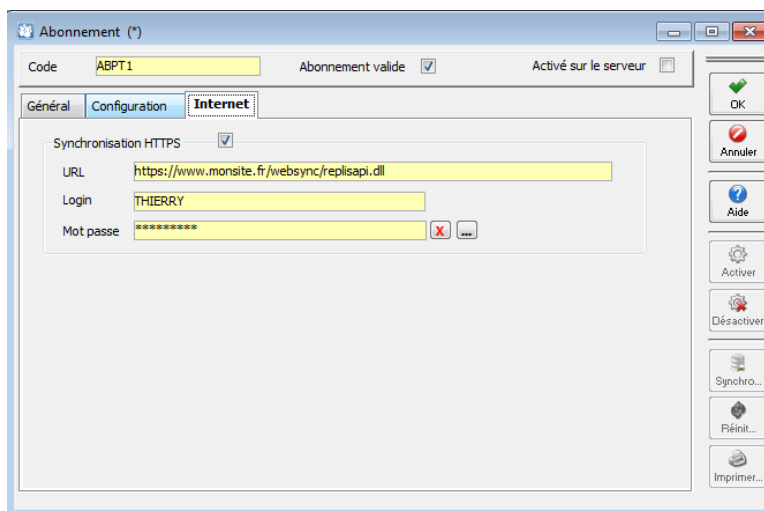 Abonnement (*)
Code ABPT1 Abonnement valide Activé sur le serveur
Général Configuration Internet
Synchronisation HTTPS
URL https://www.monsite.fr/websync/replisapi.dll
Login THIERRY
Mot passe ********* X ...
OK
Annuler
Aide
Activer
Désactiver
Synchro...
Réinit...
Imprimer...